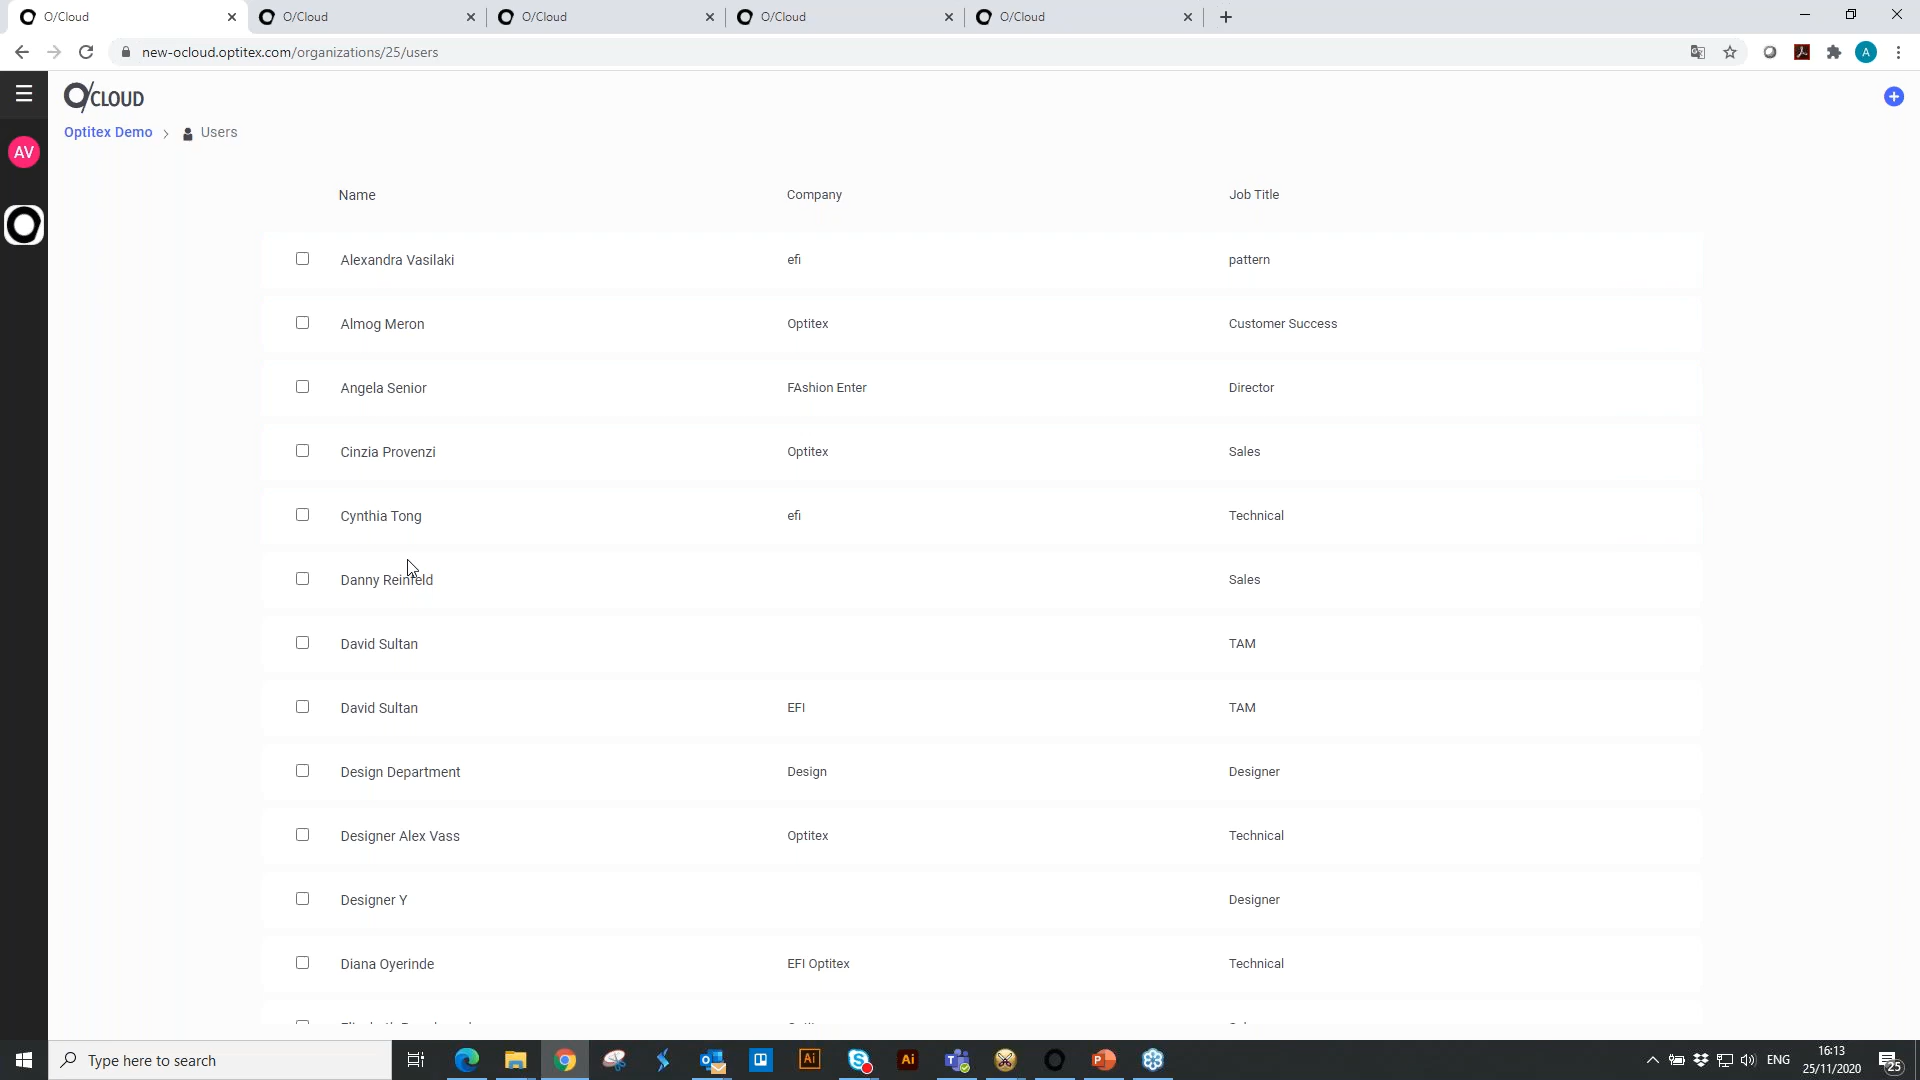 O/Cloud O/Cloud O/Cloud O/Cloud O/Cloud
new-ocloud.optitex.com/organizations/25/users A
O/CLOUD
Optitex Demo > Users
AV
Name Company Job Title
Alexandra Vasilaki efi pattern
Almog Meron Optitex Customer Success
Angela Senior FAshion Enter Director
Cinzia Provenzi Optitex Sales
Cynthia Tong efi Technical
Danny Reinfeld Sales
David Sultan TAM
David Sultan EFI TAM
Design Department Design Designer
Designer Alex Vass Optitex Technical
Designer Y Designer
Diana Oyerinde EFI Optitex Technical
Type here to search Ai Ai ENG 16:13
25/11/2020 25